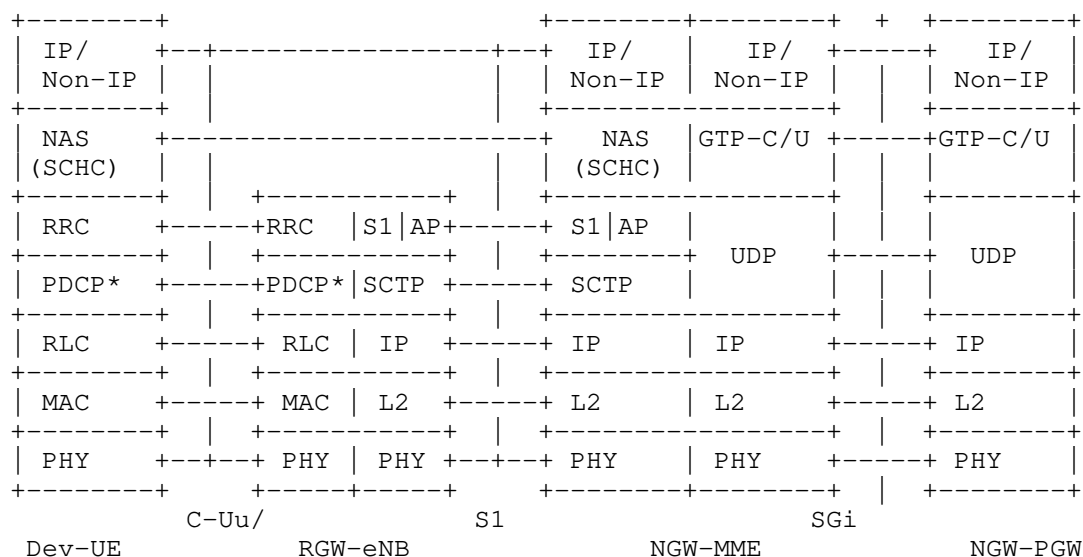 +--------+                      +--------+--------+  +  +--------+
| IP/    +--+-----------------+--+ IP/   |  IP/   +-----+   IP/  |
| Non-IP |  |                 |  | Non-IP | Non-IP |  |  | Non-IP |
+--------+  |                 |  +-----------------+  |  +--------+
| NAS    +-----------------------+   NAS  |GTP-C/U +-----+GTP-C/U |
|(SCHC)  |  |                 |  | (SCHC) |        |  |  |        |
+--------+  |  +-----------+  |  +-----------------+  |  +--------+
| RRC    +-----+RRC  |S1|AP+-----+ S1|AP  |        |  |  |        |
+--------+  |  +-----------+  |  +--------+  UDP   +-----+  UDP   |
| PDCP*  +-----+PDCP*|SCTP +-----+ SCTP   |        |  |  |        |
+--------+  |  +-----------+  |  +-----------------+  |  +--------+
| RLC    +-----+ RLC | IP  +-----+ IP     | IP     +-----+ IP     |
+--------+  |  +-----------+  |  +-----------------+  |  +--------+
| MAC    +-----+ MAC | L2  +-----+ L2     | L2     +-----+ L2     |
+--------+  |  +-----------+  |  +-----------------+  |  +--------+
| PHY    +--+--+ PHY | PHY +--+--+ PHY    | PHY    +-----+ PHY    |
+--------+     +-----+-----+     +--------+--------+  |  +--------+
C-Uu/ S1 SGi
Dev-UE RGW-eNB NGW-MME NGW-PGW